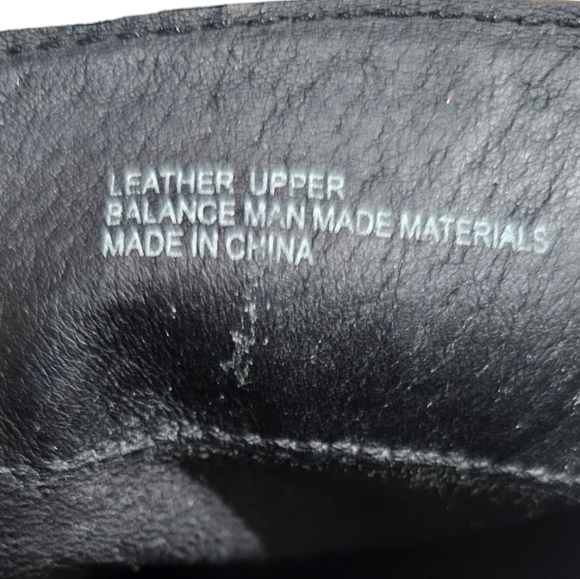 LEATHER UPPER
BALANCE MAN MADE MATERIALS
MADE IN CHINA